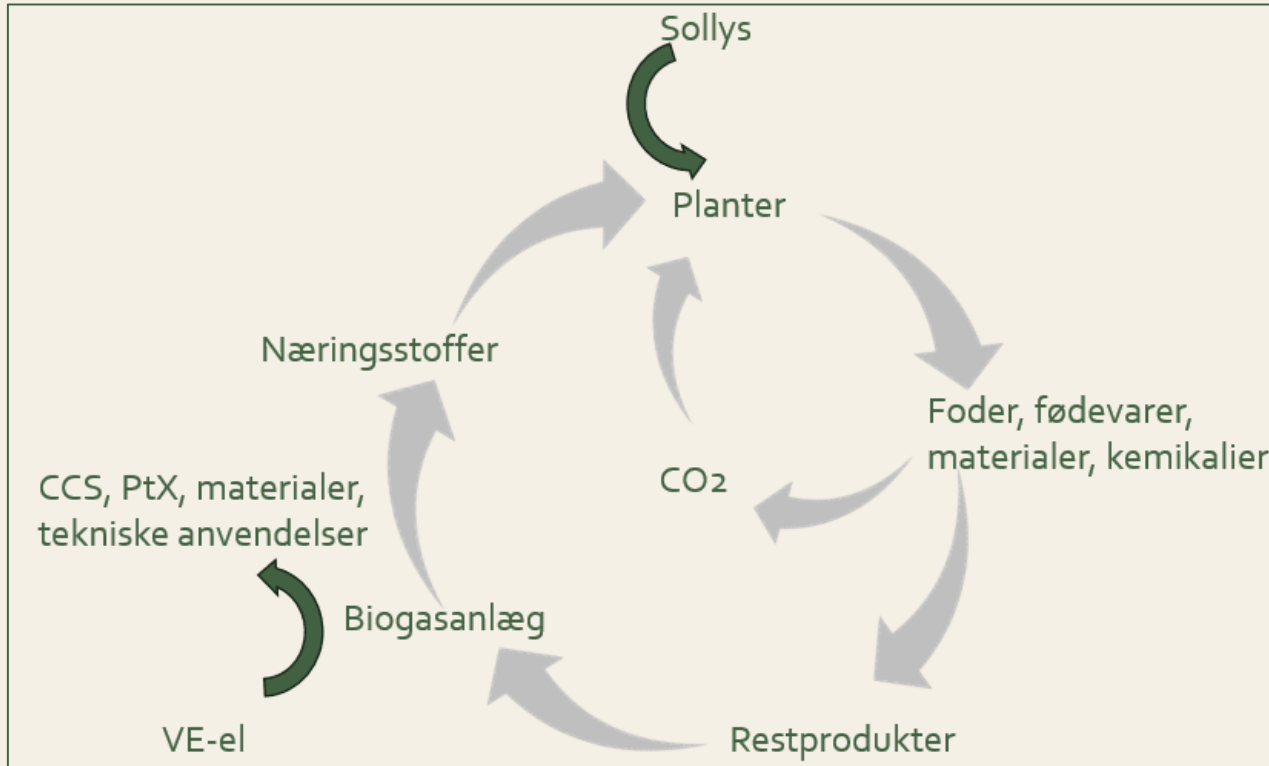 Sollys
Planter
Næringsstoffer
Foder, fødevarer,
materialer, kemikalier
CO2
CCS, PtX, materialer,
tekniske anvendelser
Biogasanlæg
VE-el
Restprodukter